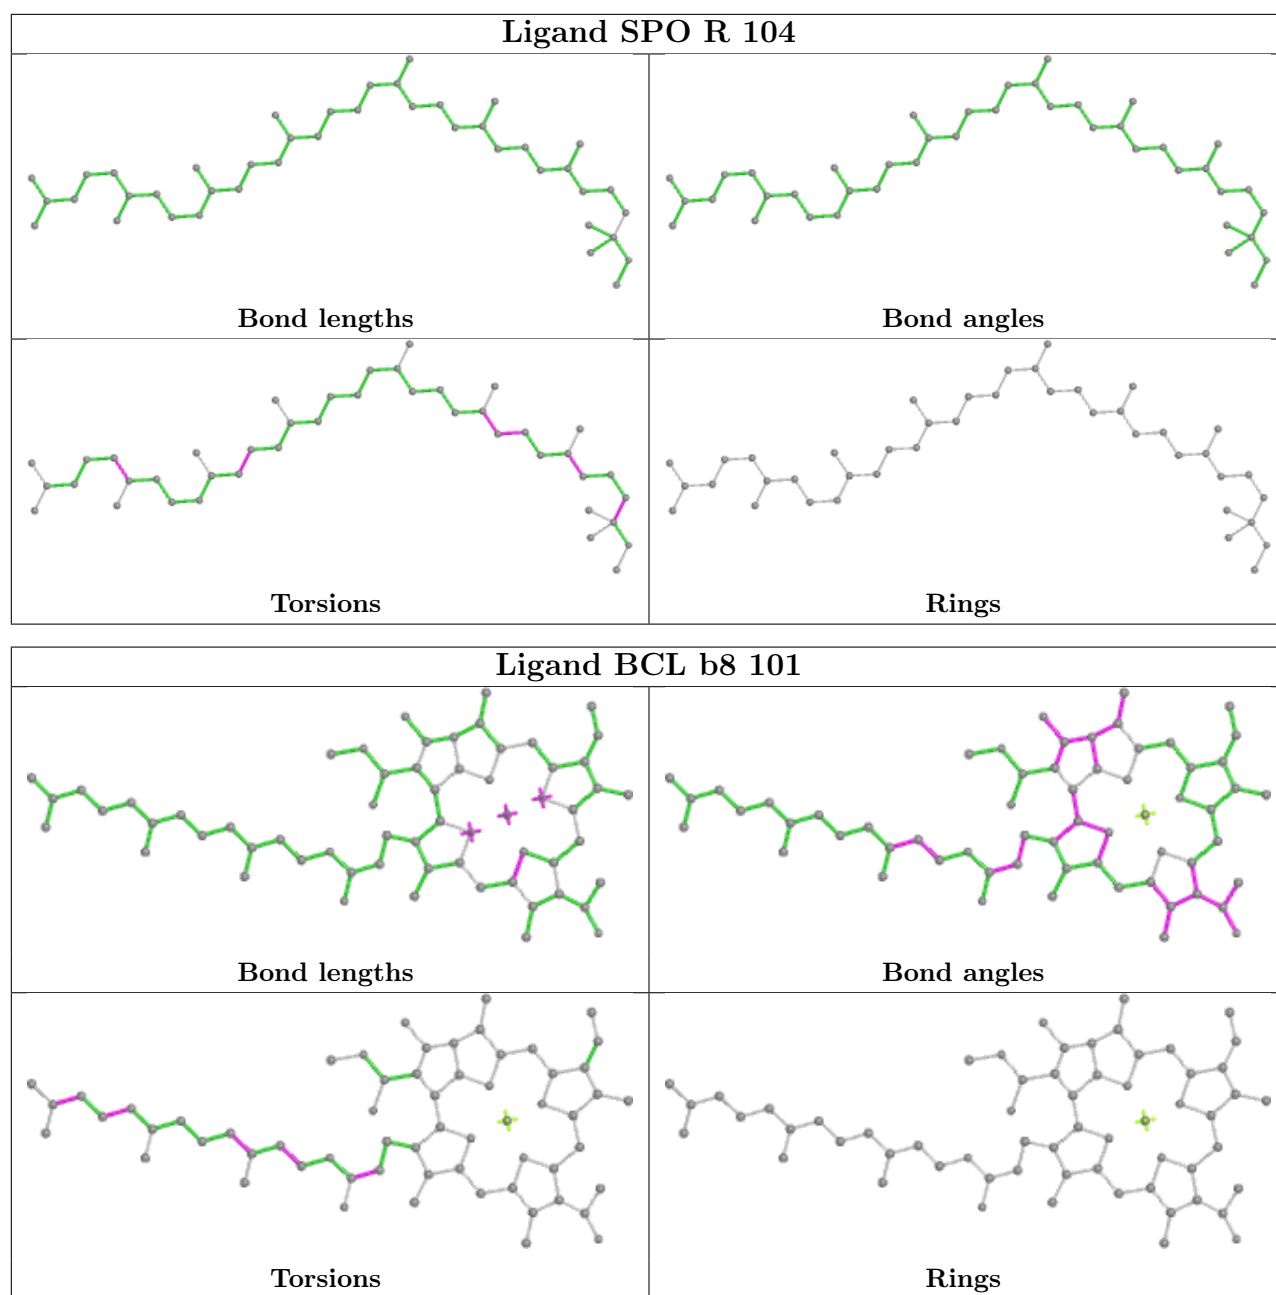 Ligand SPO R 104
Bond lengths
Bond angles
Torsions
Rings
Ligand BCL b8 101
Bond lengths
Bond angles
Torsions
Rings